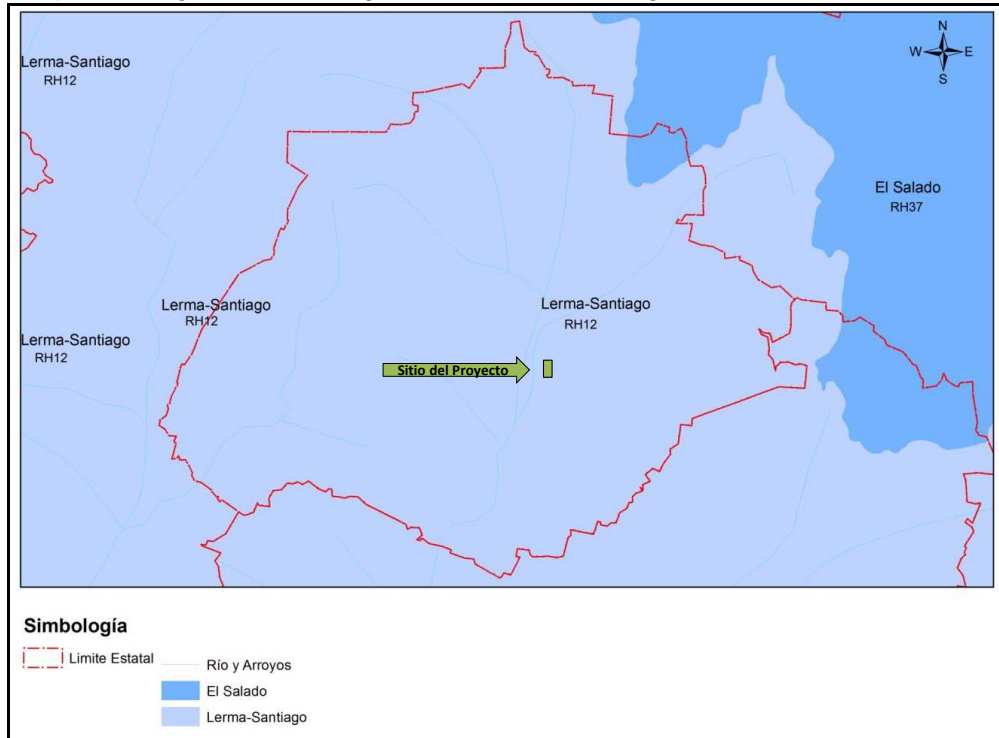 N
W E
S
Lerma-Santiago
RH12
El Salado
RH37
Lerma-Santiago
RH12
Lerma-Santiago
RH12
Lerma-Santiago
RH12
Sitio del Proyecto
Simbología
Limite Estatal
Río y Arroyos
El Salado
Lerma-Santiago